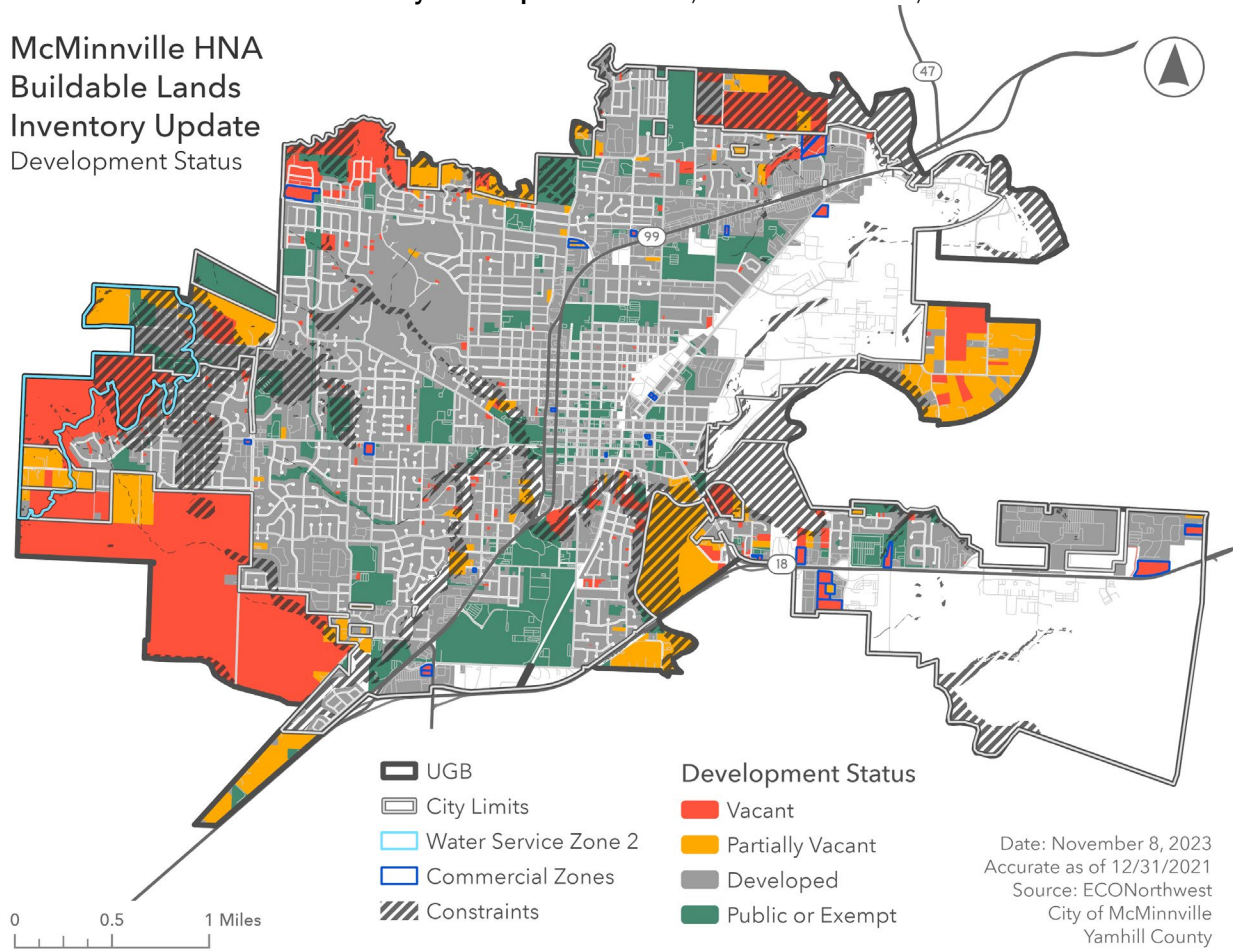 McMinnville HNA
Buildable Lands
Inventory Update
Development Status
47
99
18
UGB
City Limits
Water Service Zone 2
Commercial Zones
Constraints
Development Status
Vacant
Partially Vacant
Developed
Public or Exempt
Date: November 8, 2023
Accurate as of 12/31/2021
Source: ECONorthwest
City of McMinnville
Yamhill County
0 0.5 1 Miles